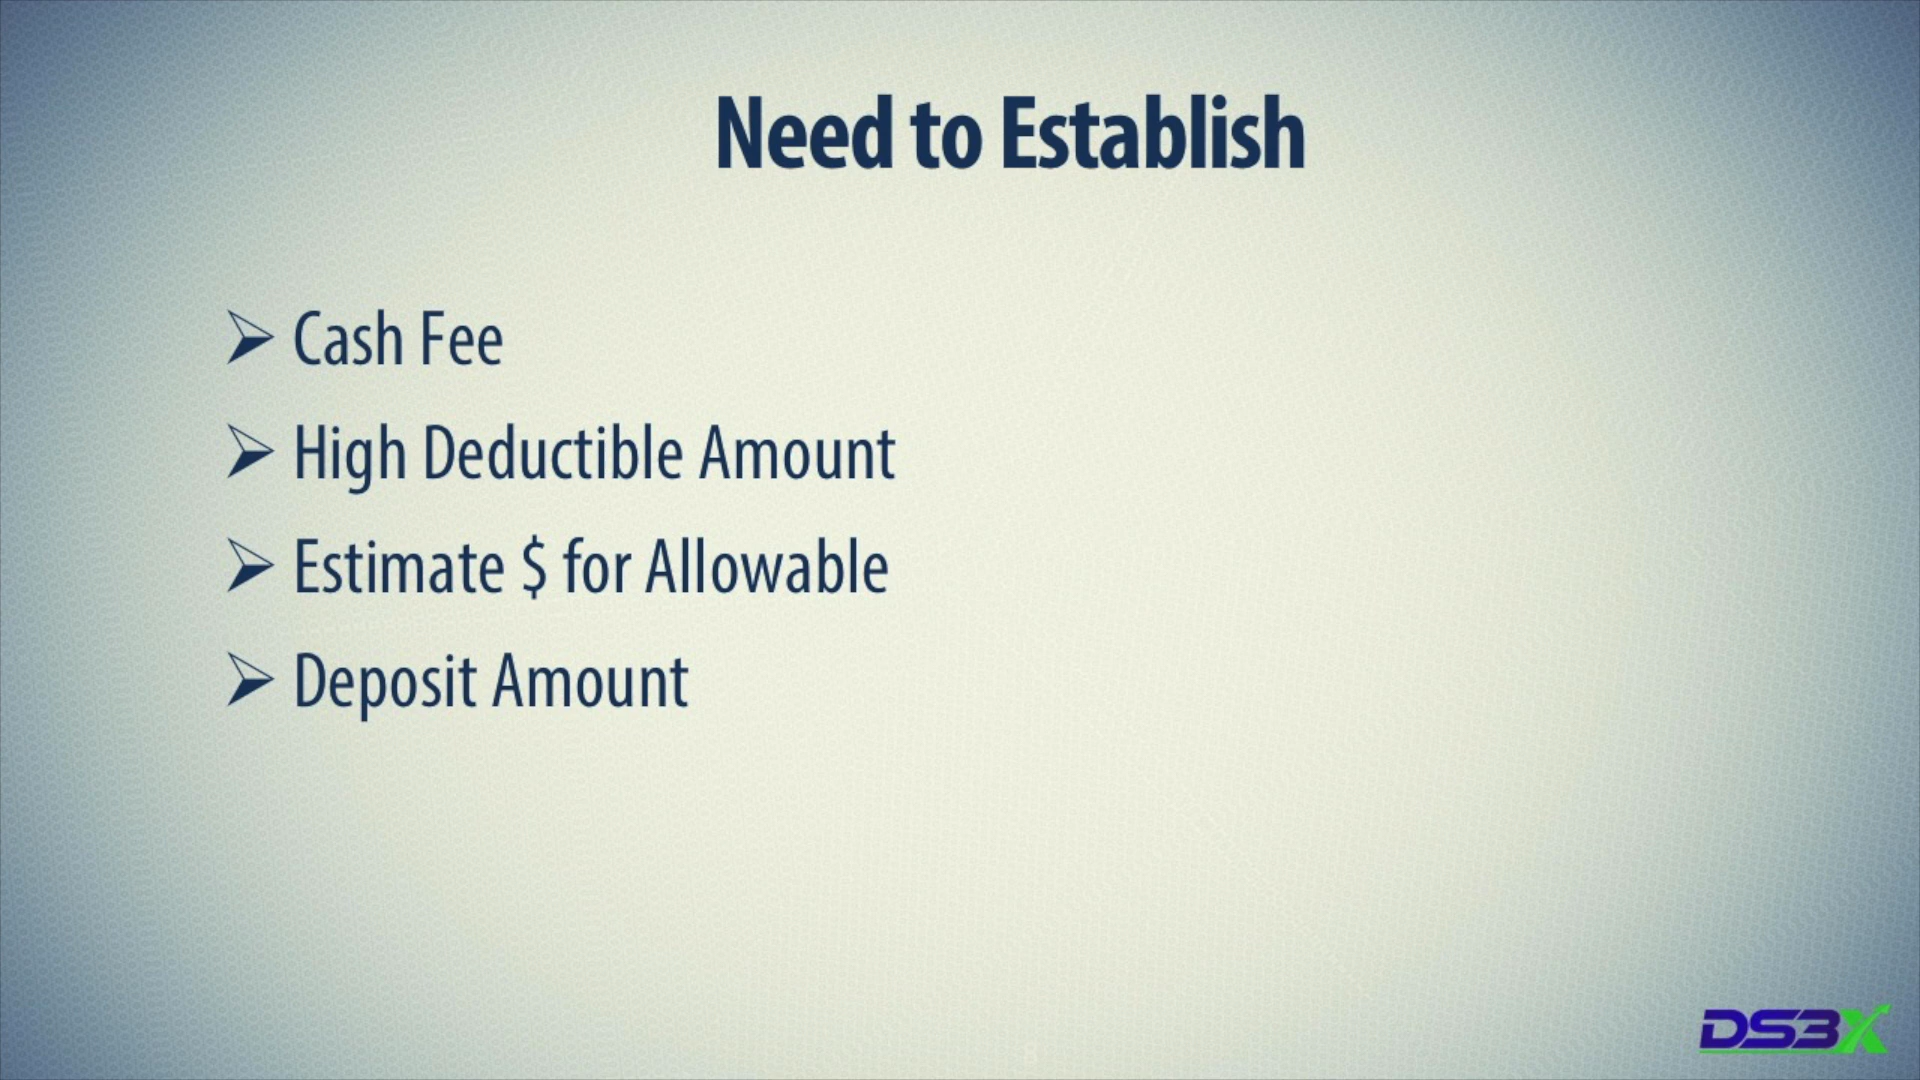 Need to Establish
➢ Cash Fee
➢ High Deductible Amount
➢ Estimate $ for Allowable
➢ Deposit Amount
DS3X